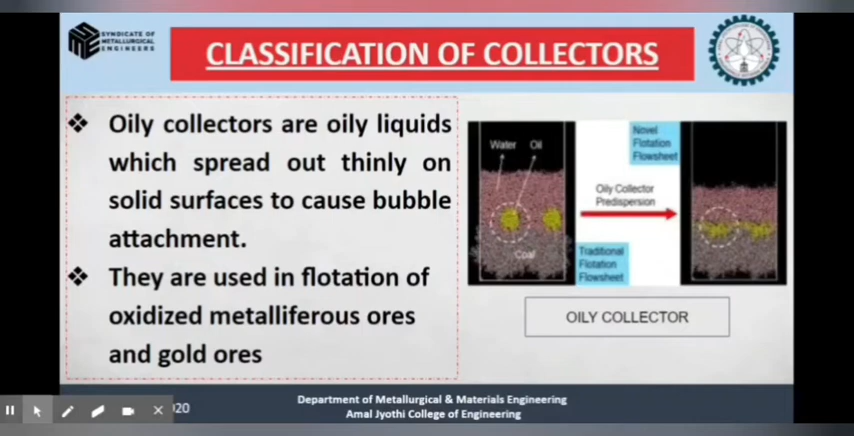 SYNDICATE OF
METALLURGICAL
ENGINEERS
CLASSIFICATION OF COLLECTORS
Oily collectors are oily liquids
which spread out thinly on
solid surfaces to cause bubble
attachment.
They are used in flotation of
oxidized metalliferous ores
and gold ores
Water
Oil
Coal
Novel
Flotation
Flowsheet
Oily Collector
Predispersion
Traditional
Flotation
Flowsheet
OILY COLLECTOR
Department of Metallurgical & Materials Engineering
Amal Jyothi College of Engineering